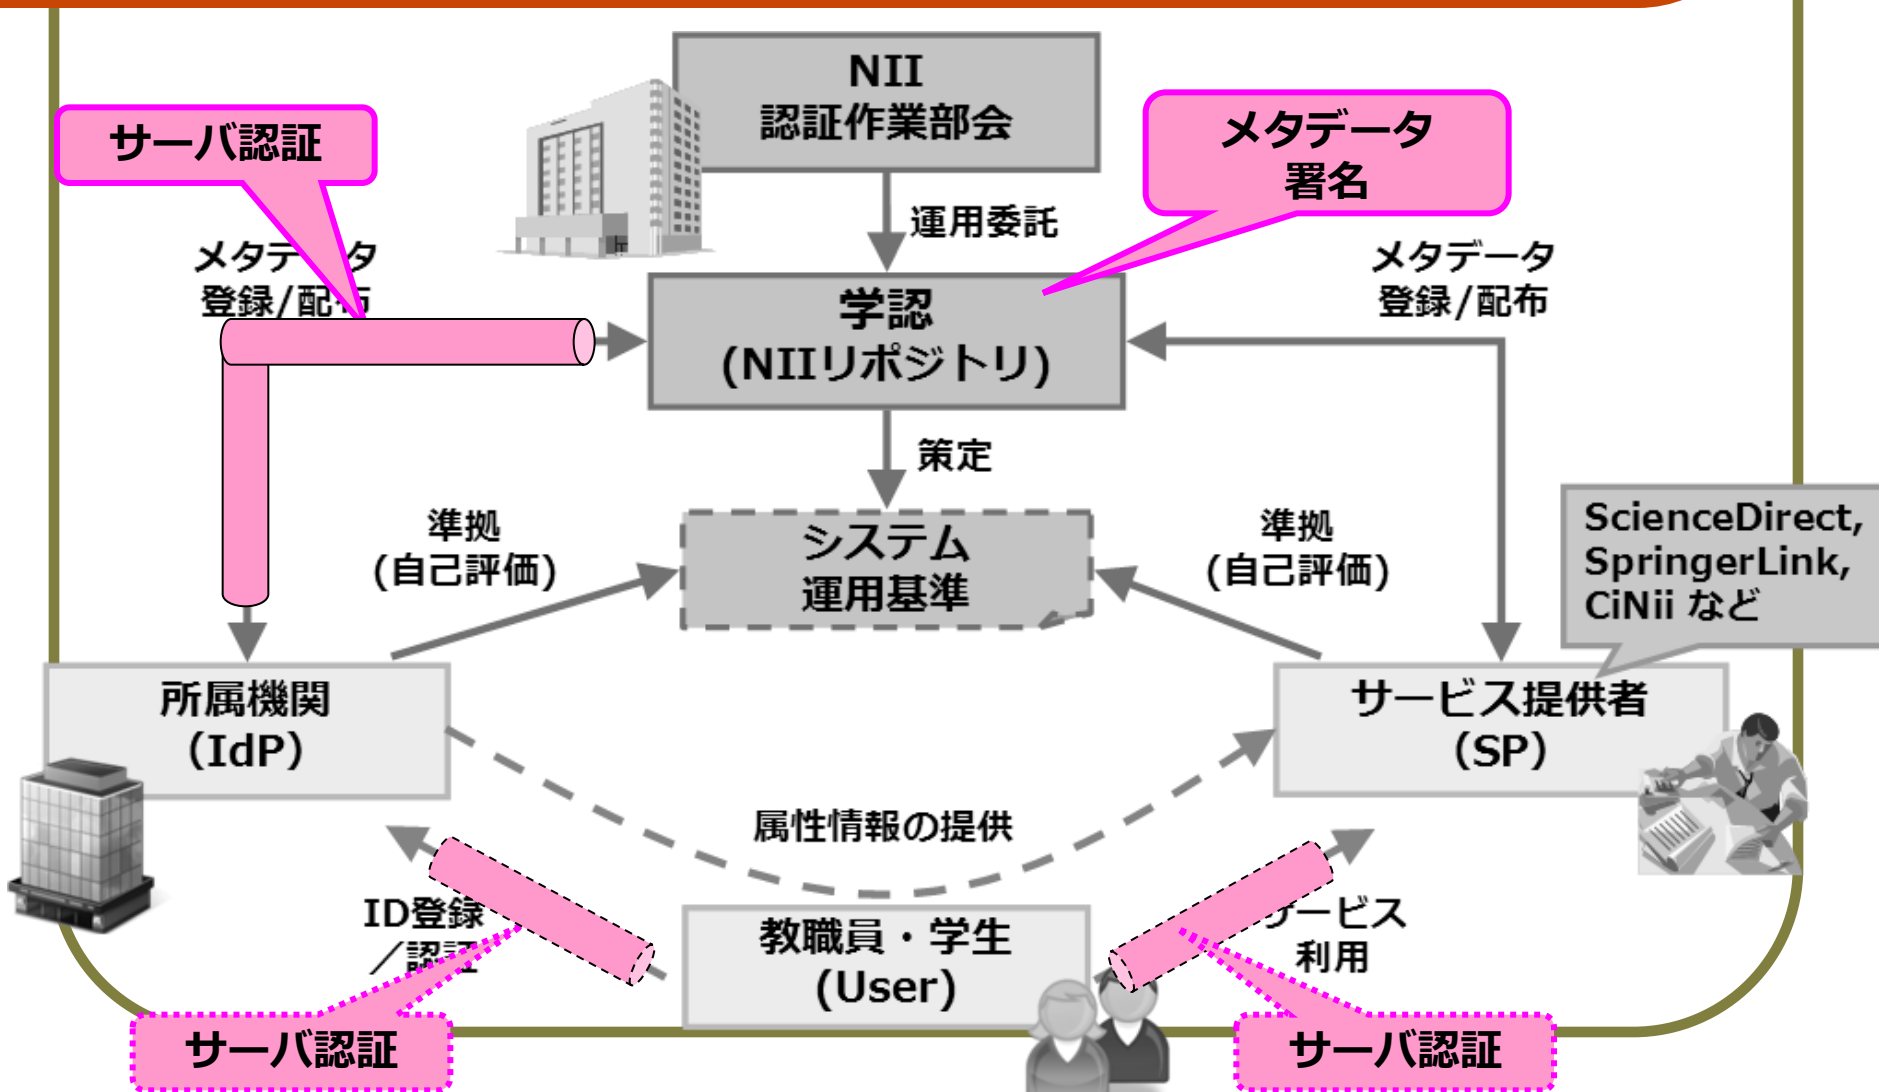 NII
認証作業部会
サーバ認証
メタデータ
署名
運用委託
メタデータ
登録/配布
メタデータ
登録/配布
学認
(NIIリポジトリ)
策定
準拠
(自己評価)
システム
運用基準
準拠
(自己評価)
ScienceDirect,
SpringerLink,
CiNii など
所属機関
(IdP)
サービス提供者
(SP)
属性情報の提供
ID登録
／認証
教職員・学生
(User)
サービス
利用
サーバ認証
サーバ認証